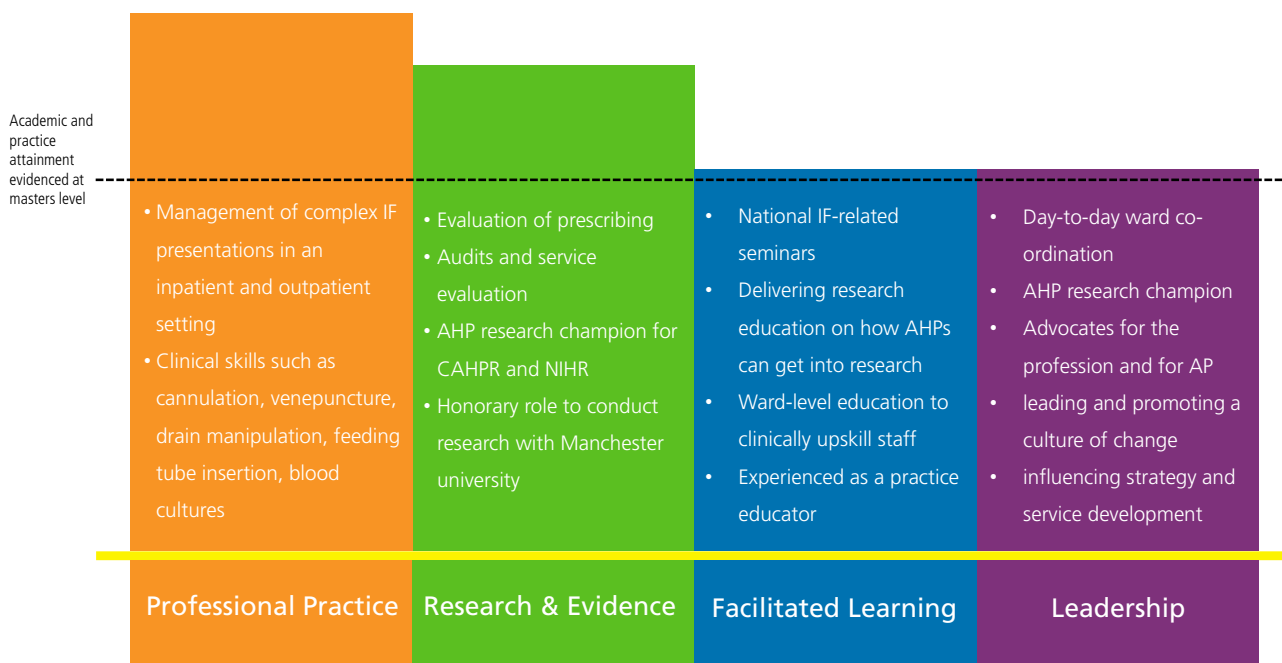 Academic and
practice
attainment
evidenced at
masters level
• Management of complex IF
presentations in an
inpatient and outpatient
setting
• Clinical skills such as
cannulation, venepuncture,
drain manipulation, feeding
tube insertion, blood
cultures
• Evaluation of prescribing
• Audits and service
evaluation
• AHP research champion for
CAHPR and NIHR
• Honorary role to conduct
research with Manchester
university
• National IF-related
seminars
• Delivering research
education on how AHPs
can get into research
• Ward-level education to
clinically upskill staff
• Experienced as a practice
educator
• Day-to-day ward co-
ordination
• AHP research champion
• Advocates for the
profession and for AP
• leading and promoting a
culture of change
• influencing strategy and
service development
Professional Practice
Research & Evidence
Facilitated Learning
Leadership